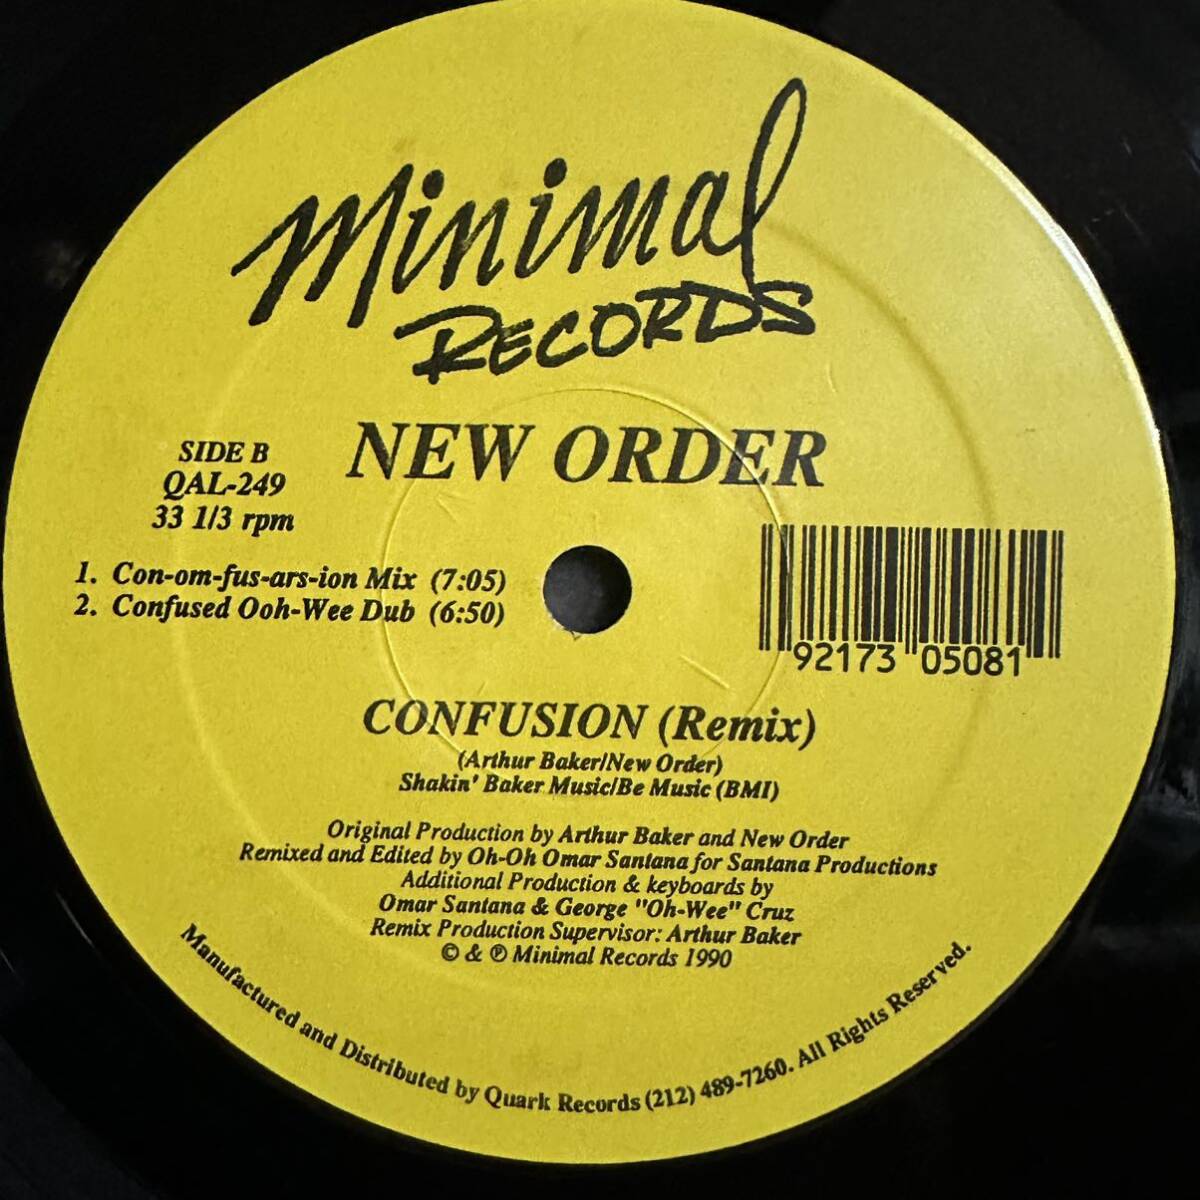 Minimal
RECORDS
NEW ORDER
SIDE B
QAL-249
33 1/3 rpm
1. Con-om-fus-ars-ion Mix (7:05)
2. Confused Ooh-Wee Dub (6:50)
92173 05081
CONFUSION (Remix)
(Arthur Baker/New Order)
Shakin' Baker Music/Be Music (BMI)
Original Production by Arthur Baker and New Order
Remixed and Edited by Oh-Oh Omar Santana for Santana Productions
Additional Production & keyboards by
Omar Santana & George "Oh-Wee" Cruz
Remix Production Supervisor: Arthur Baker
© & ℗ Minimal Records 1990
Manufactured and Distributed by Quark Records (212) 489-7260. All Rights Reserved.